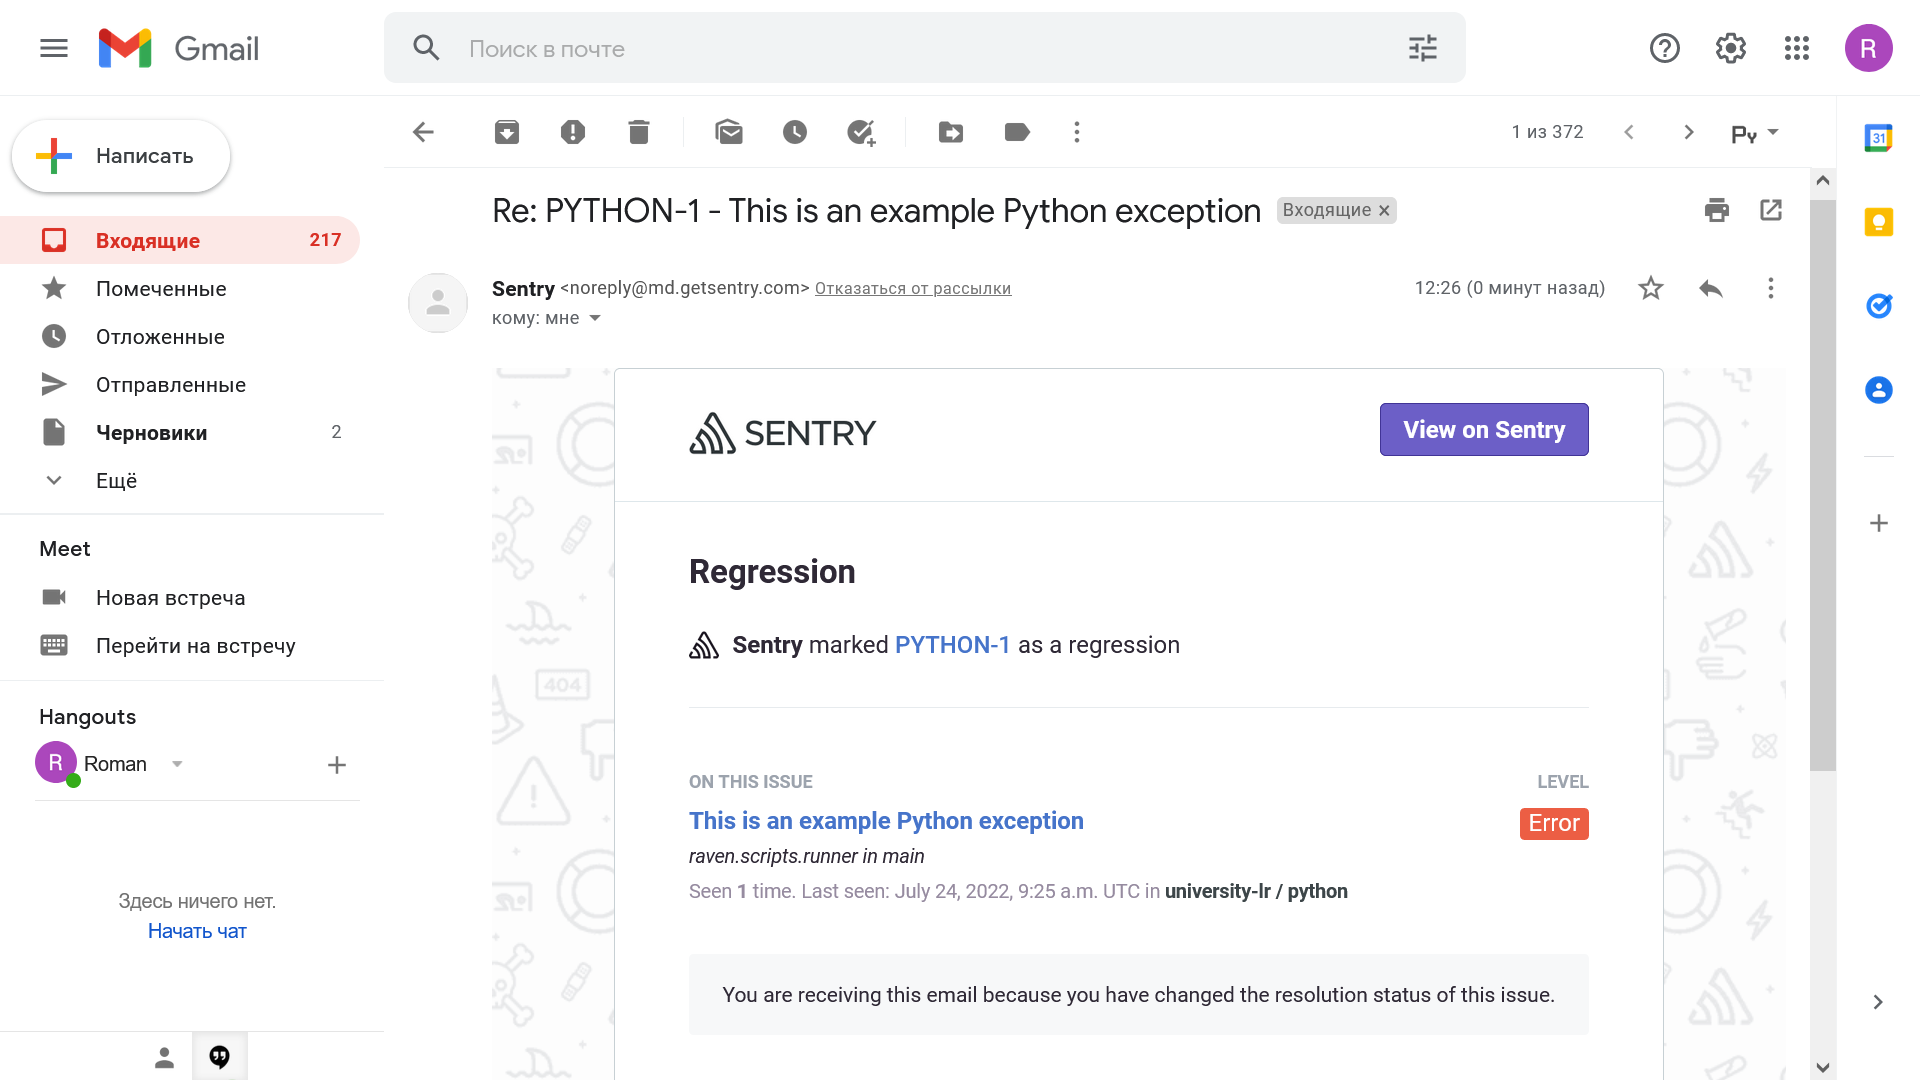 Gmail
Поиск в почте
R
Написать
1 из 372
Ру
31
Входящие 217
Помеченные
Отложенные
Отправленные
Черновики 2
Ещё
Meet
Новая встреча
Перейти на встречу
Hangouts
R Roman
Здесь ничего нет.
Начать чат
Re: PYTHON-1 - This is an example Python exception Входящие
Sentry <noreply@md.getsentry.com> Отказаться от рассылки
12:26 (0 минут назад)
кому: мне
SENTRY
View on Sentry
Regression
Sentry marked PYTHON-1 as a regression
404
ON THIS ISSUE LEVEL
This is an example Python exception Error
raven.scripts.runner in main
Seen 1 time. Last seen: July 24, 2022, 9:25 a.m. UTC in university-lr / python
You are receiving this email because you have changed the resolution status of this issue.